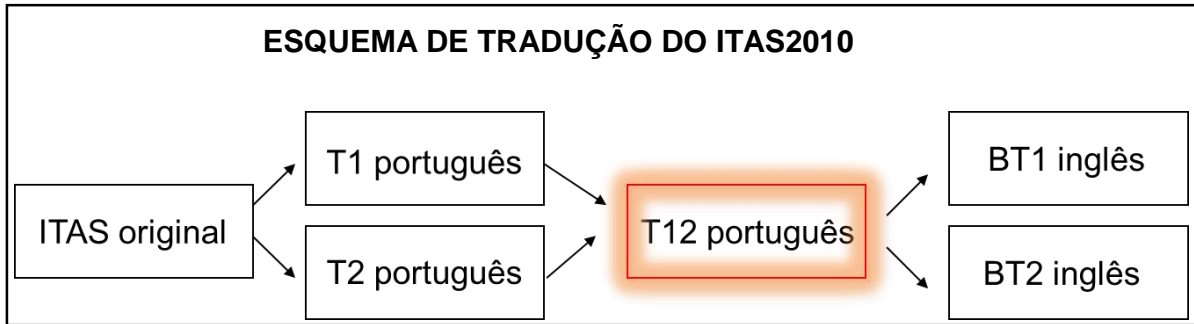 ESQUEMA DE TRADUÇÃO DO ITAS2010
ITAS original
T1 português
T2 português
T12 português
BT1 inglês
BT2 inglês